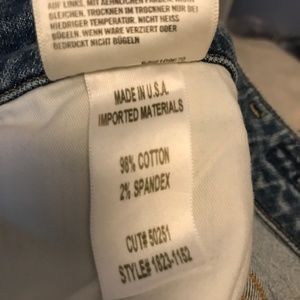 AUF LINKS, MIT ÄHNLICHEN FARBEN. NICHT
BLEICHEN. TROCKNEN IM TROCKNER NUR BEI
NIEDRIGER TEMPERATUR. NICHT HEISS
BÜGELN. WENN WARE VERZIERT ODER
BEDRUCKT NICHT BÜGELN
MADE IN U.S.A.
IMPORTED MATERIALS
98% COTTON
2% SPANDEX
CUT# 50251
STYLE# 1823-1152